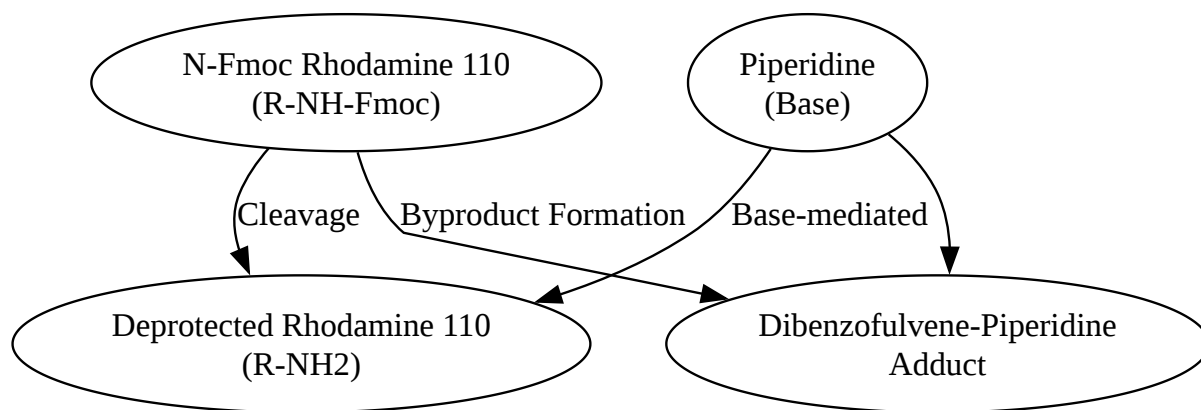 N-Fmoc Rhodamine 110
(R-NH-Fmoc)
Piperidine
(Base)
Cleavage
Byproduct Formation
Base-mediated
Deprotected Rhodamine 110
(R-NH2)
Dibenzofulvene-Piperidine
Adduct